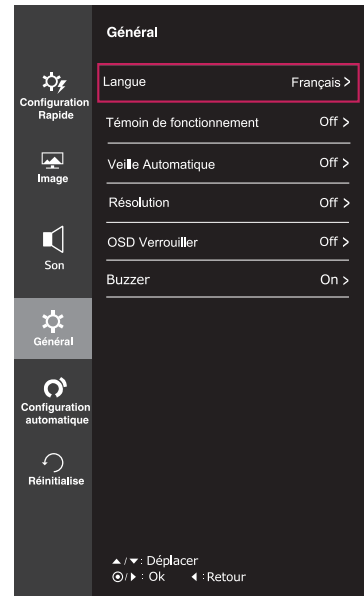 Général
Configuration
Rapide
Image
Son
Général
Configuration
automatique
Réinitialise
Langue Français >
Témoin de fonctionnement Off >
Veille Automatique Off >
Résolution Off >
OSD Verrouiller Off >
Buzzer On >
▲/▼: Déplacer
⊙/▶ : Ok ◀ :Retour